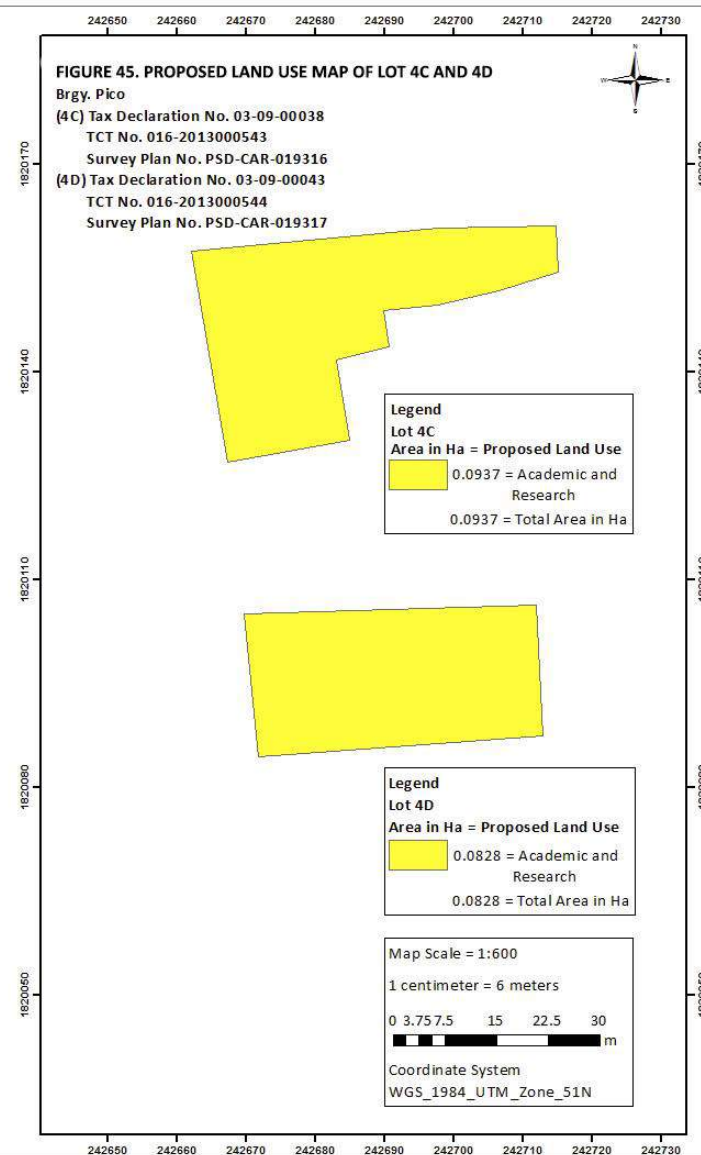 242650 242660 242670 242680 242690 242700 242710 242720 242730
FIGURE 45. PROPOSED LAND USE MAP OF LOT 4C AND 4D
Brgy. Pico
(4C) Tax Declaration No. 03-09-00038
TCT No. 016-2013000543
Survey Plan No. PSD-CAR-019316
(4D) Tax Declaration No. 03-09-00043
TCT No. 016-2013000544
Survey Plan No. PSD-CAR-019317
N
W E
S
1820170 1820170
1820140 1820140
Legend
Lot 4C
Area in Ha = Proposed Land Use
0.0937 = Academic and
Research
0.0937 = Total Area in Ha
1820110 1820110
1820080 1820080
Legend
Lot 4D
Area in Ha = Proposed Land Use
0.0828 = Academic and
Research
0.0828 = Total Area in Ha
1820050 1820050
Map Scale = 1:600
1 centimeter = 6 meters
0 3.75 7.5 15 22.5 30
m
Coordinate System
WGS_1984_UTM_Zone_51N
242650 242660 242670 242680 242690 242700 242710 242720 242730